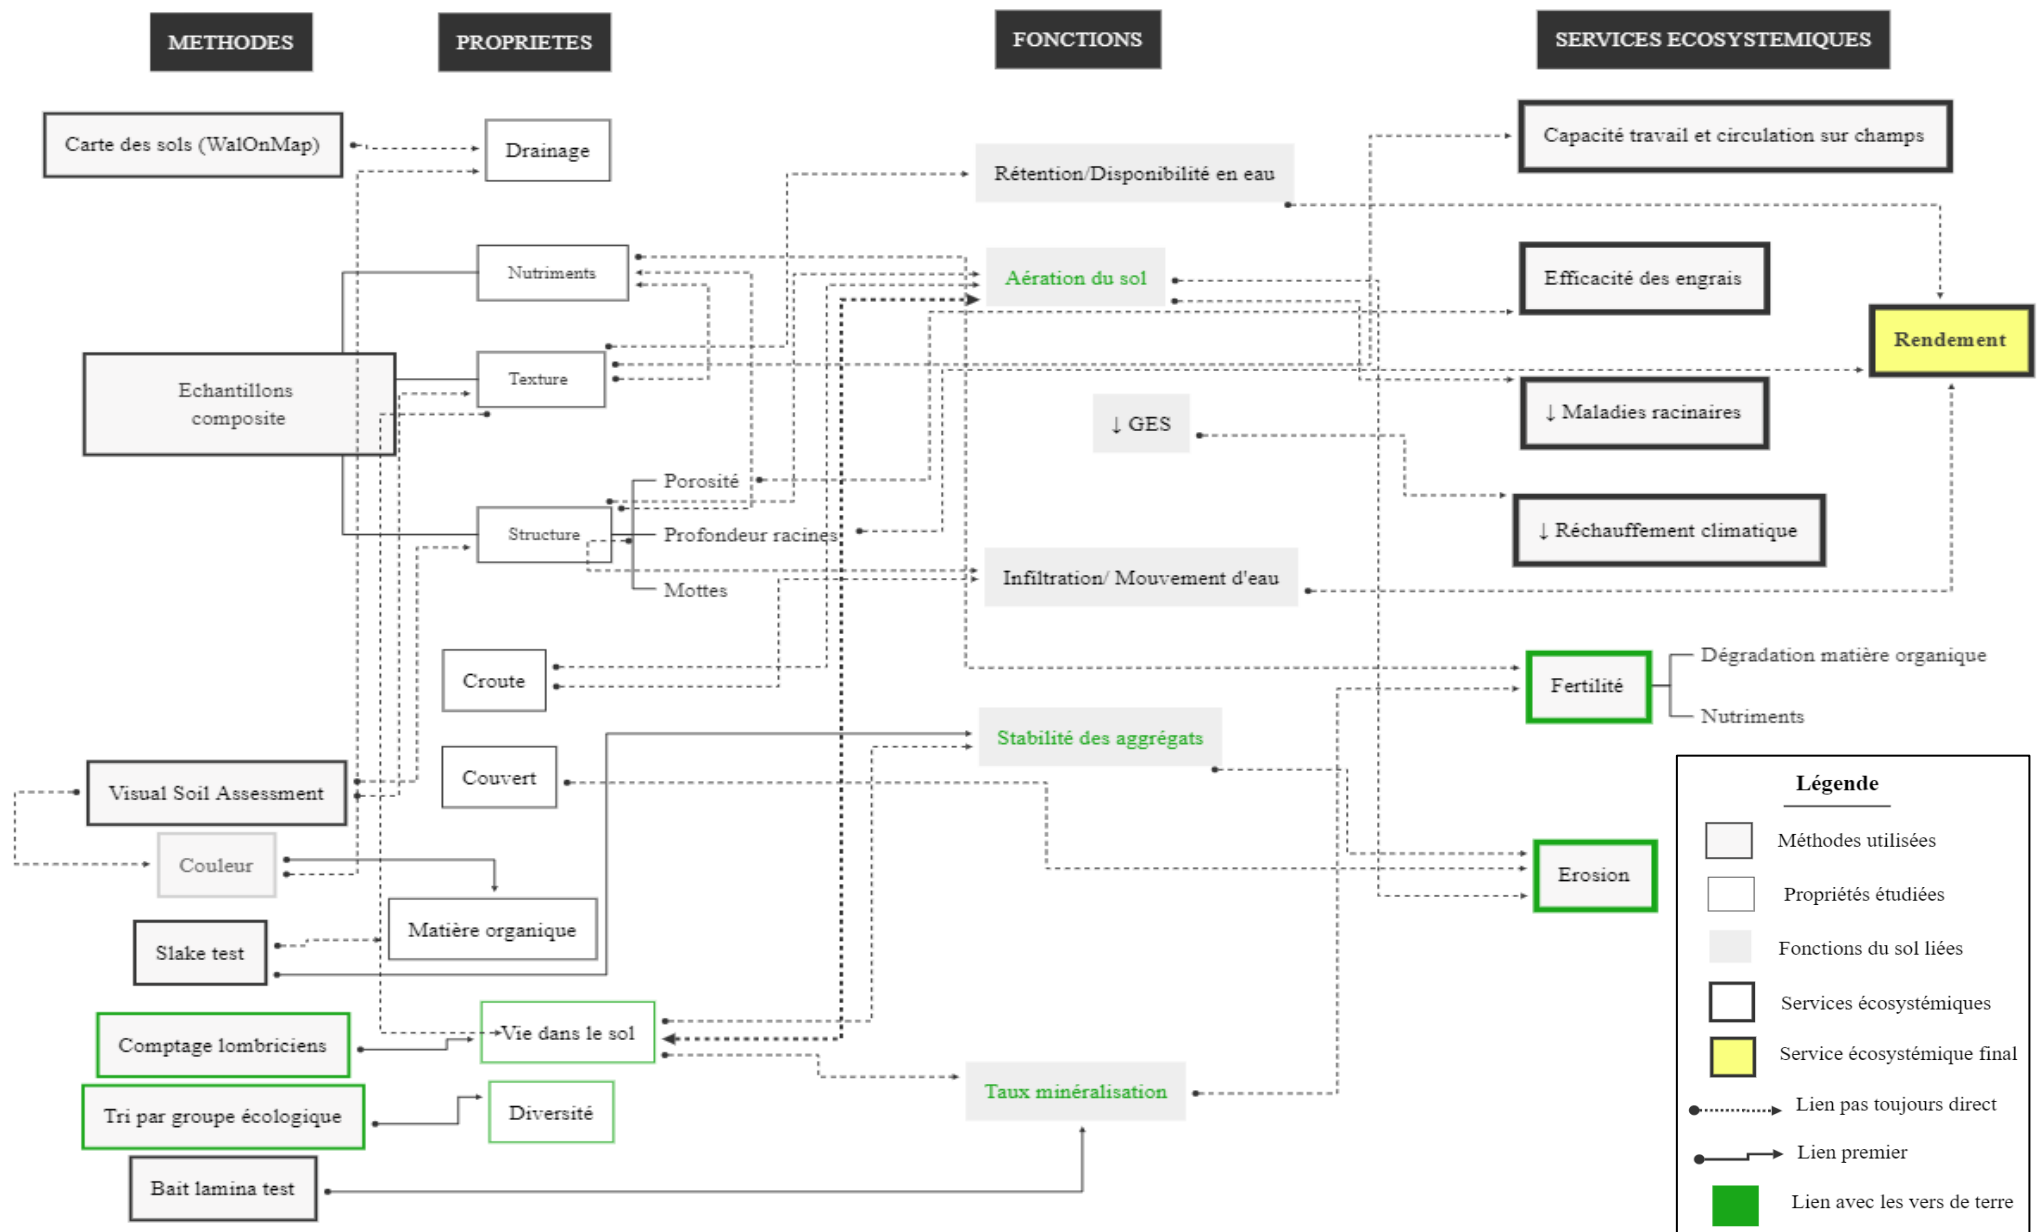 METHODES
PROPRIETES
FONCTIONS
SERVICES ECOSYSTEMIQUES
Carte des sols (WalOnMap)
Drainage
Rétention/Disponibilité en eau
Capacité travail et circulation sur champs
Nutriments
Aération du sol
Efficacité des engrais
Rendement
Echantillons
composite
Texture
↓ GES
↓ Maladies racinaires
Porosité
Structure
Profondeur racines
Mottes
Infiltration/ Mouvement d'eau
↓ Réchauffement climatique
Croute
Fertilité
Dégradation matière organique
Nutriments
Stabilité des aggrégats
Visual Soil Assessment
Couvert
Couleur
Matière organique
Erosion
Slake test
Comptage lombriciens
Vie dans le sol
Tri par groupe écologique
Diversité
Taux minéralisation
Bait lamina test
Légende
Méthodes utilisées
Propriétés étudiées
Fonctions du sol liées
Services écosystémiques
Service écosystémique final
Lien pas toujours direct
Lien premier
Lien avec les vers de terre